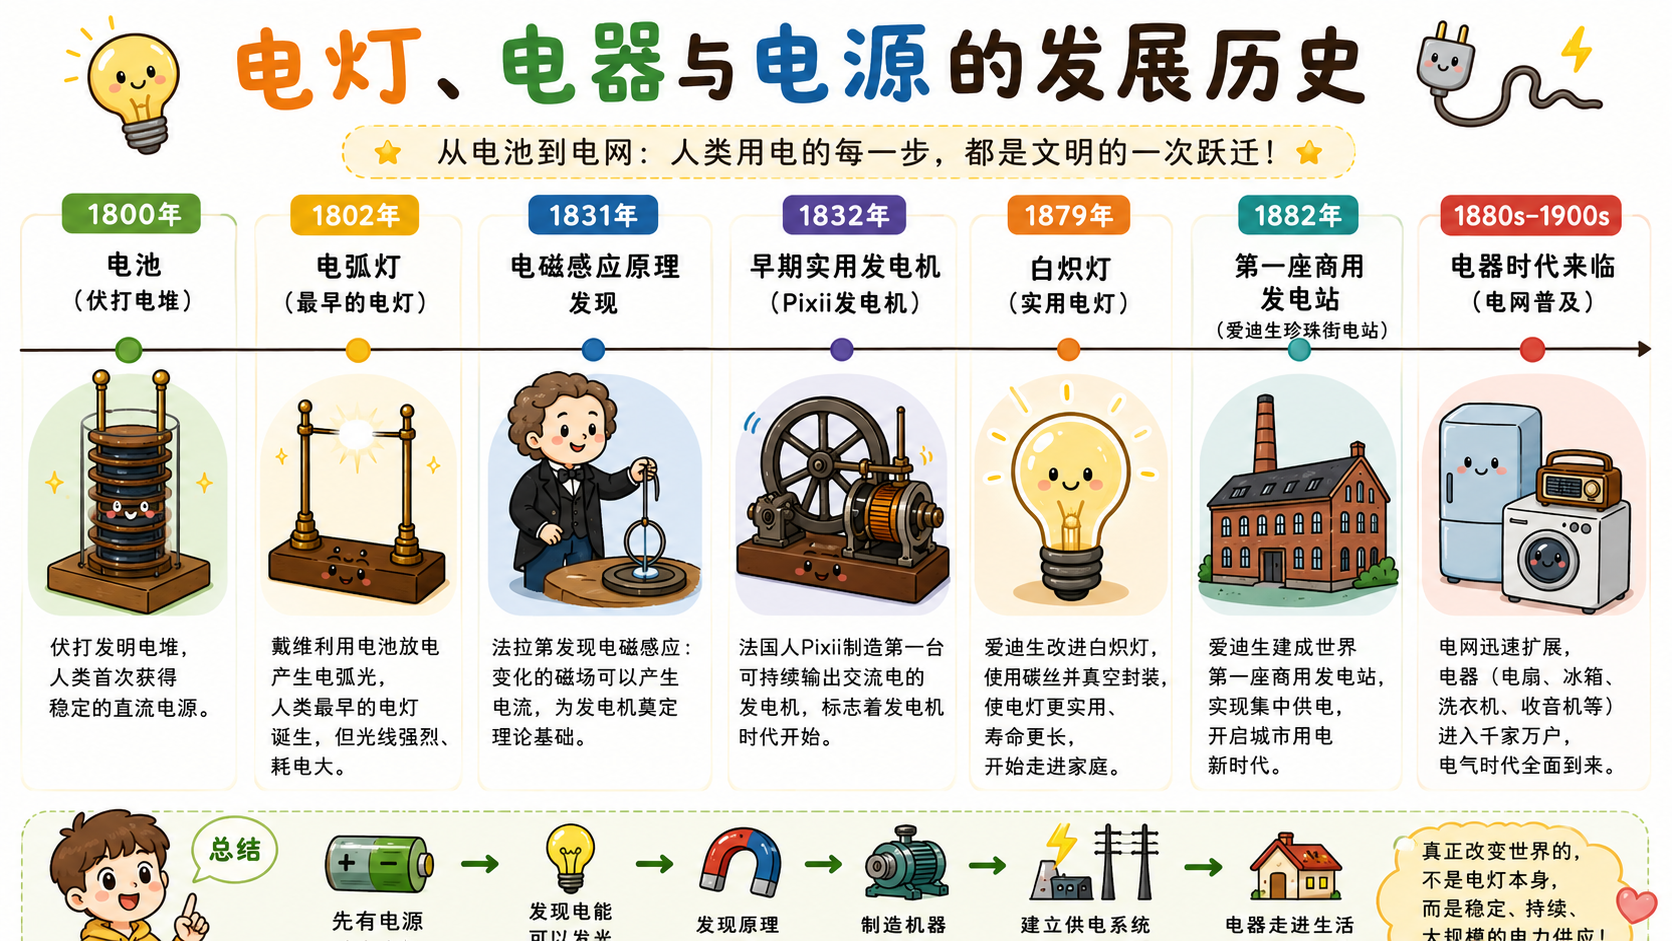 电灯、电器与电源的发展历史
从电池到电网：人类用电的每一步，都是文明的一次跃迁！
1800年
电池
（伏打电堆）
伏打发明电堆，
人类首次获得
稳定的直流电源。
1802年
电弧灯
（最早的电灯）
戴维利用电池放电
产生电弧光，
人类最早的电灯
诞生，但光线强烈、
耗电大。
1831年
电磁感应原理
发现
法拉第发现电磁感应：
变化的磁场可以产生
电流，为发电机奠定
理论基础。
1832年
早期实用发电机
（Pixii发电机）
法国人Pixii制造第一台
可持续输出交流电的
发电机，标志着发电机
时代开始。
1879年
白炽灯
（实用电灯）
爱迪生改进白炽灯，
使用碳丝并真空封装，
使电灯更实用、
寿命更长，
开始走进家庭。
1882年
第一座商用
发电站
（爱迪生珍珠街电站）
爱迪生建成世界
第一座商用发电站，
实现集中供电，
开启城市用电
新时代。
1880s-1900s
电器时代来临
（电网普及）
电网迅速扩展，
电器（电扇、冰箱、
洗衣机、收音机等）
进入千家万户，
电气时代全面到来。
总结
先有电源
发现电能
可以发光
发现原理
制造机器
建立供电系统
电器走进生活
真正改变世界的，
不是电灯本身，
而是稳定、持续、
大规模的电力供应！